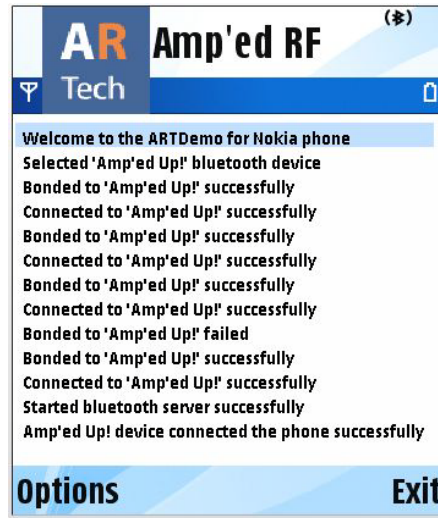 AR Amp'ed RF
Tech
Welcome to the ARTDemo for Nokia phone
Selected 'Amp'ed Up!' bluetooth device
Bonded to 'Amp'ed Up!' successfully
Connected to 'Amp'ed Up!' successfully
Bonded to 'Amp'ed Up!' successfully
Connected to 'Amp'ed Up!' successfully
Bonded to 'Amp'ed Up!' successfully
Connected to 'Amp'ed Up!' successfully
Bonded to 'Amp'ed Up!' failed
Bonded to 'Amp'ed Up!' successfully
Connected to 'Amp'ed Up!' successfully
Started bluetooth server successfully
Amp'ed Up! device connected the phone successfully
Options Exit